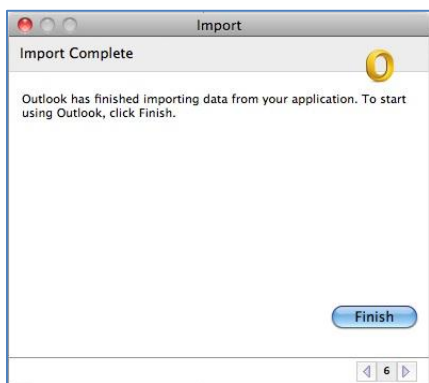 Import
Import Complete
Outlook has finished importing data from your application. To start
using Outlook, click Finish.
Finish
6